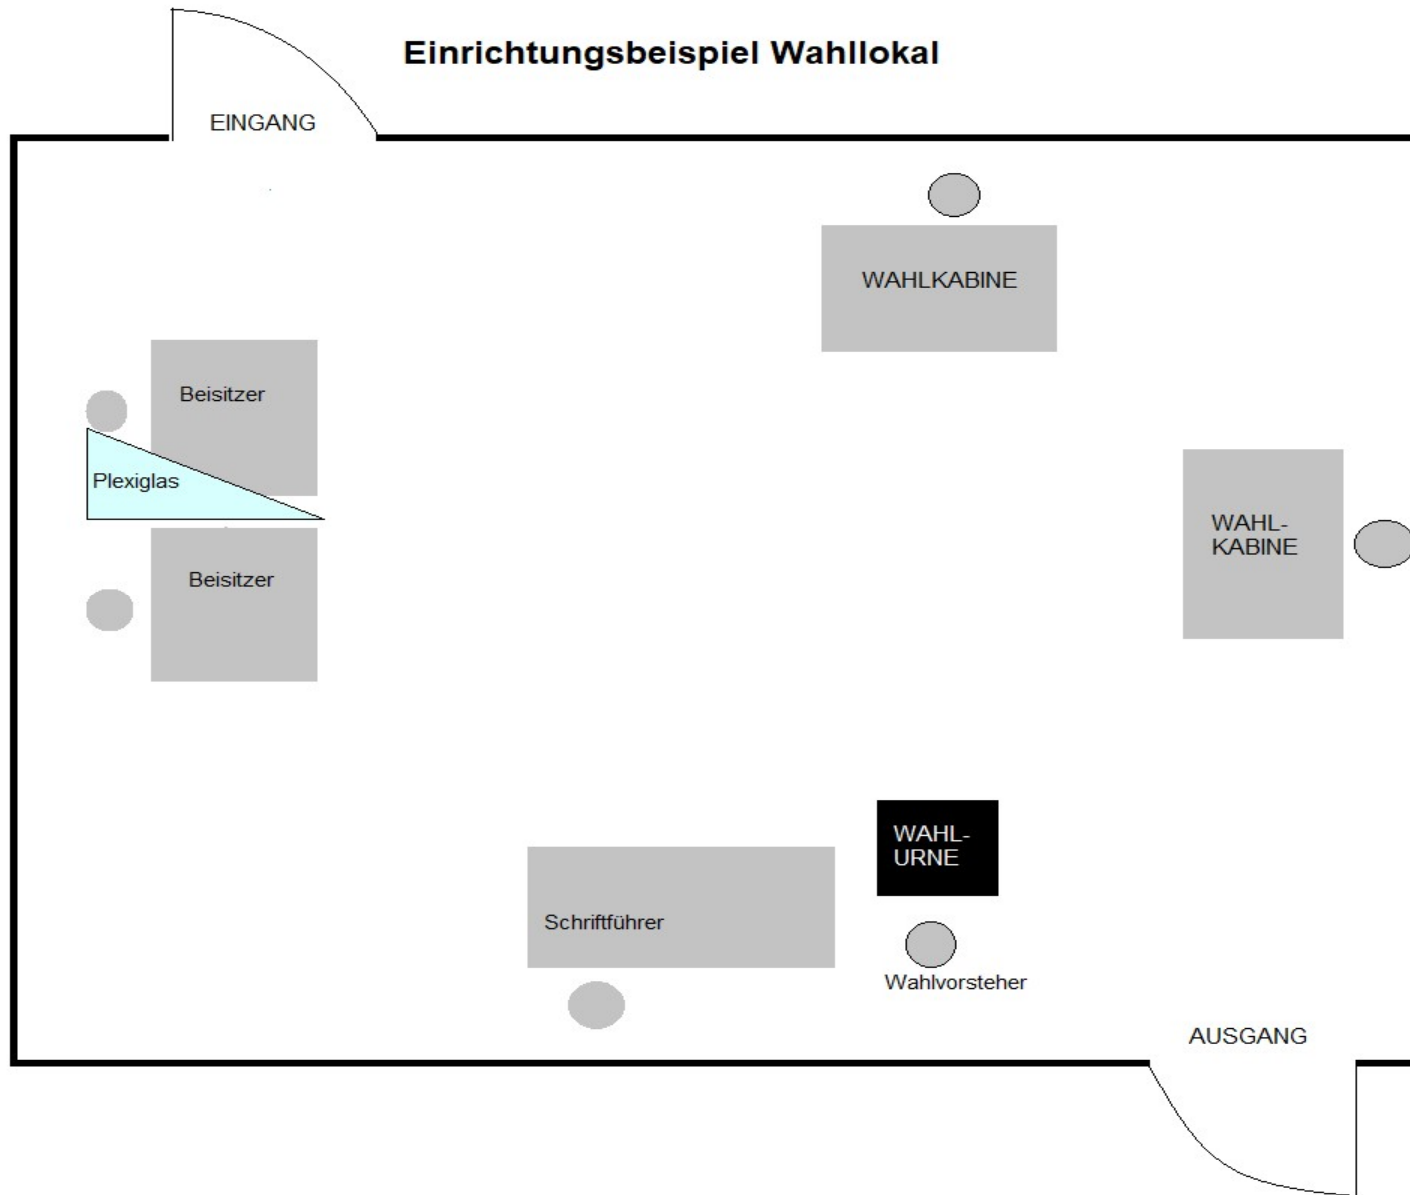 Einrichtungsbeispiel Wahllokal
EINGANG
WAHLKABINE
Beisitzer
Plexiglas
WAHL-
KABINE
Beisitzer
WAHL-
URNE
Schriftführer
Wahlvorsteher
AUSGANG